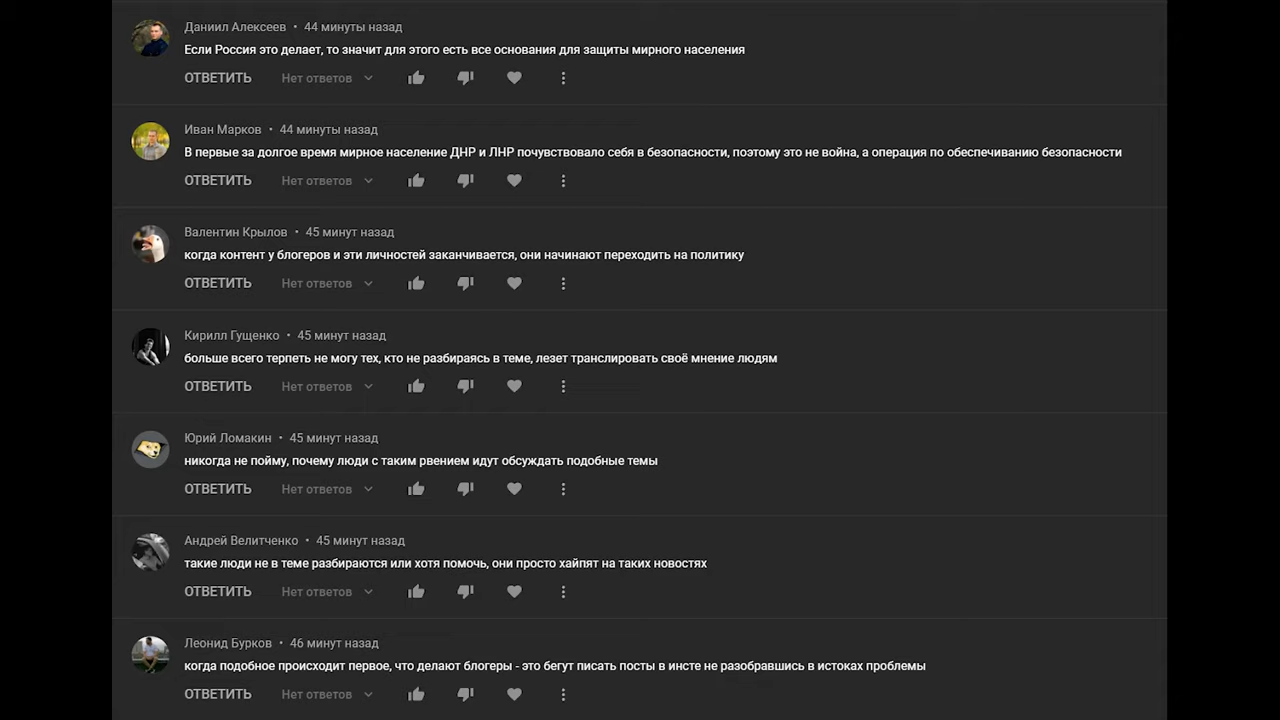 Даниил Алексеев • 44 минуты назад
Если Россия это делает, то значит для этого есть все основания для защиты мирного населения
ОТВЕТИТЬ Нет ответов
Иван Марков • 44 минуты назад
В первые за долгое время мирное население ДНР и ЛНР почувствовало себя в безопасности, поэтому это не война, а операция по обеспечиванию безопасности
ОТВЕТИТЬ Нет ответов
Валентин Крылов • 45 минут назад
когда контент у блогеров и эти личностей заканчивается, они начинают переходить на политику
ОТВЕТИТЬ Нет ответов
Кирилл Гущенко • 45 минут назад
больше всего терпеть не могу тех, кто не разбираясь в теме, лезет транслировать своё мнение людям
ОТВЕТИТЬ Нет ответов
Юрий Ломакин • 45 минут назад
никогда не пойму, почему люди с таким рвением идут обсуждать подобные темы
ОТВЕТИТЬ Нет ответов
Андрей Велитченко • 45 минут назад
такие люди не в теме разбираются или хотя помочь, они просто хайпят на таких новостях
ОТВЕТИТЬ Нет ответов
Леонид Бурков • 46 минут назад
когда подобное происходит первое, что делают блогеры - это бегут писать посты в инсте не разобравшись в истоках проблемы
ОТВЕТИТЬ Нет ответов